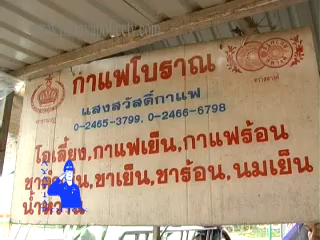 กาแฟโบราณ
แสงสวัสดิ์กาแฟ
0-2465-3799, 0-2466-6798
โอเลี้ยง,กาแฟเย็น,กาแฟร้อน
เย็น,ชาเย็น,ชาร้อน,นมเย็น